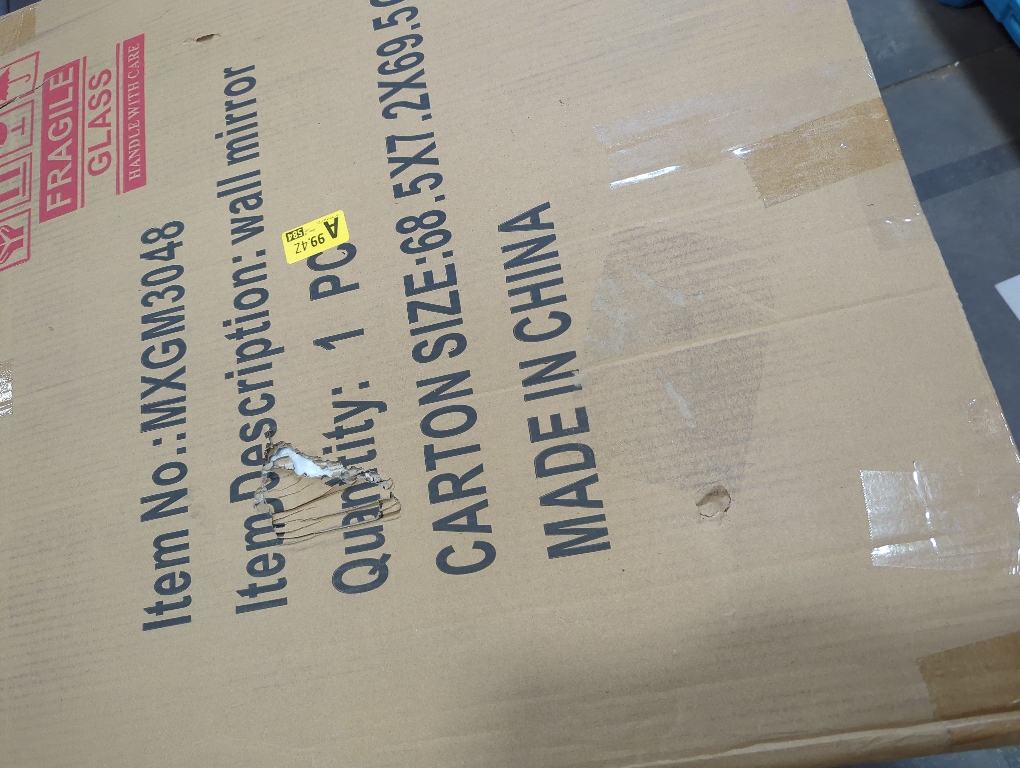 FRAGILE
GLASS
HANDLE WITH CARE
Item No.:MXGM3048
Item Description: wall mirror
Quantity: 1 PC
CARTON SIZE:68.5X7.2X69.5
MADE IN CHINA
A
99.4Z